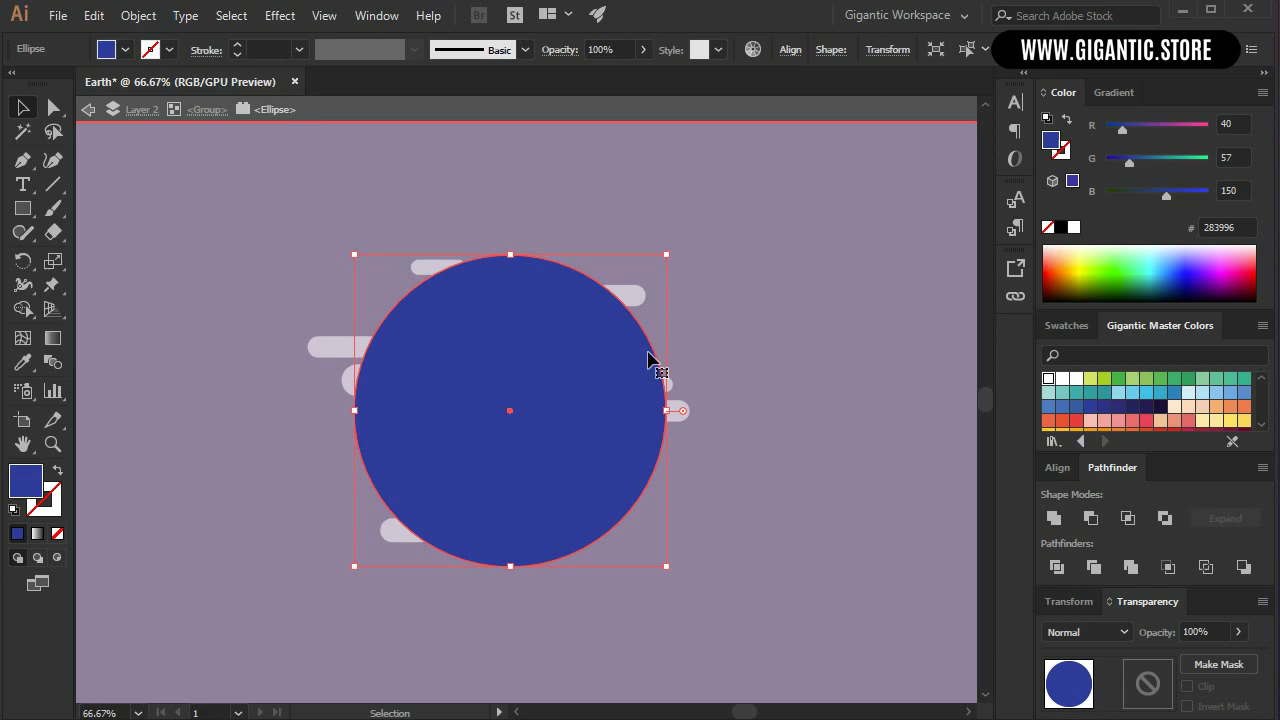 Ai File Edit Object Type Select Effect View Window Help Br St Gigantic Workspace Search Adobe Stock
Ellipse Stroke: Basic Opacity: 100% Style: Align Shape: Transform WWW.GIGANTIC.STORE
Earth* @ 66.67% (RGB/GPU Preview)
Layer 2 <Group> <Ellipse>
Color Gradient
R 40
G 57
B 150
# 283996
Swatches Gigantic Master Colors
Align Pathfinder
Shape Modes:
Expand
Pathfinders:
Transform Transparency
Normal Opacity: 100%
Make Mask
Clip
Invert Mask
66.67% 1 Selection